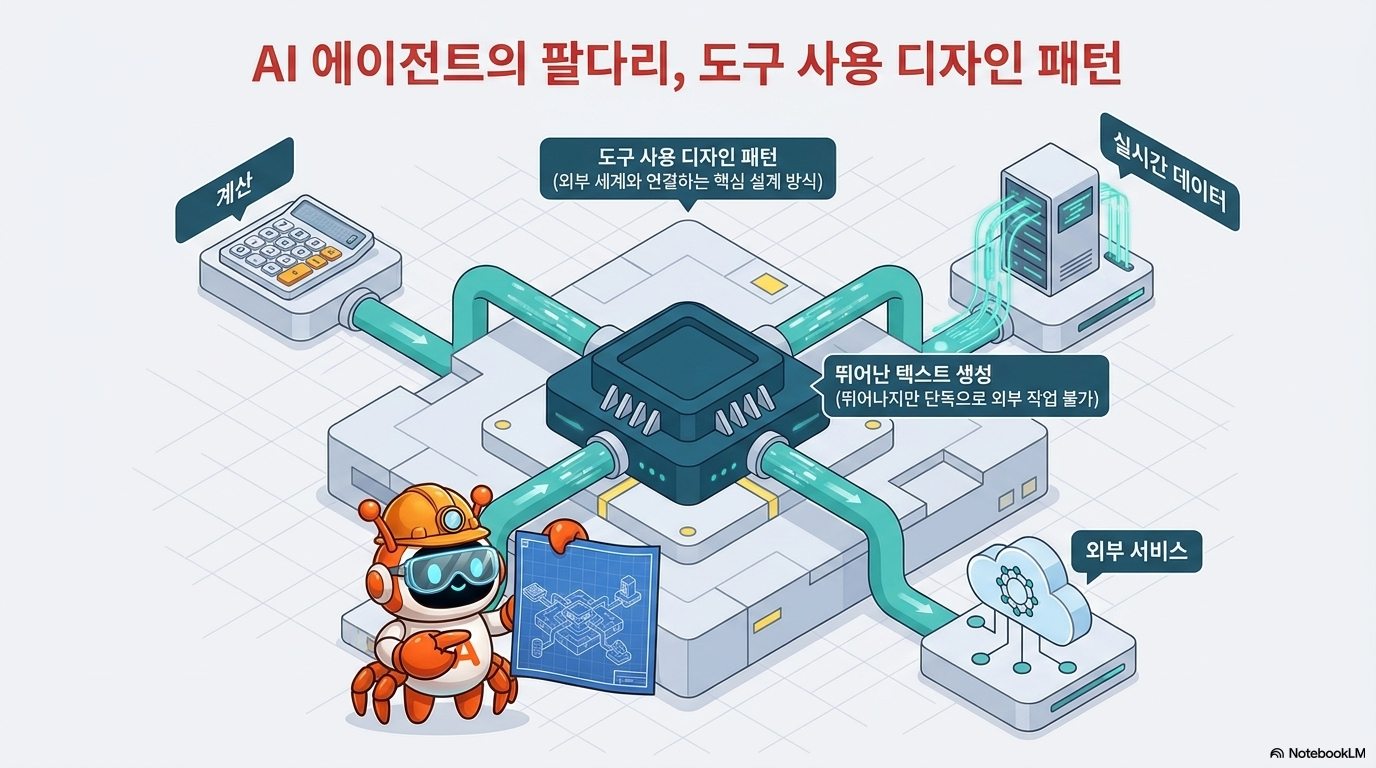 AI 에이전트의 팔다리, 도구 사용 디자인 패턴
계산
도구 사용 디자인 패턴
(외부 세계와 연결하는 핵심 설계 방식)
실시간 데이터
뛰어난 텍스트 생성
(뛰어나지만 단독으로 외부 작업 불가)
외부 서비스
A
NotebookLM